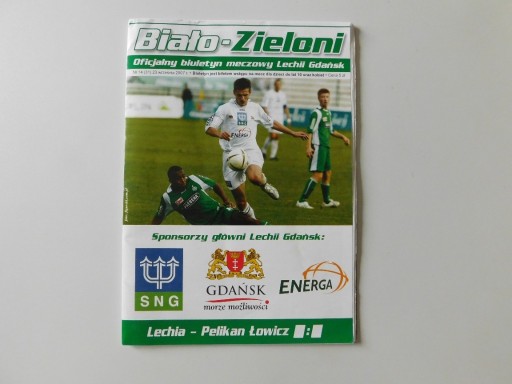 Biało-Zieloni
Oficjalny biuletyn meczowy Lechii Gdańsk
Sponsorzy główni Lechii Gdańsk:
SNG
GDAŃSK
morze możliwości
ENERGA
Lechia - Pelikan Łowicz :